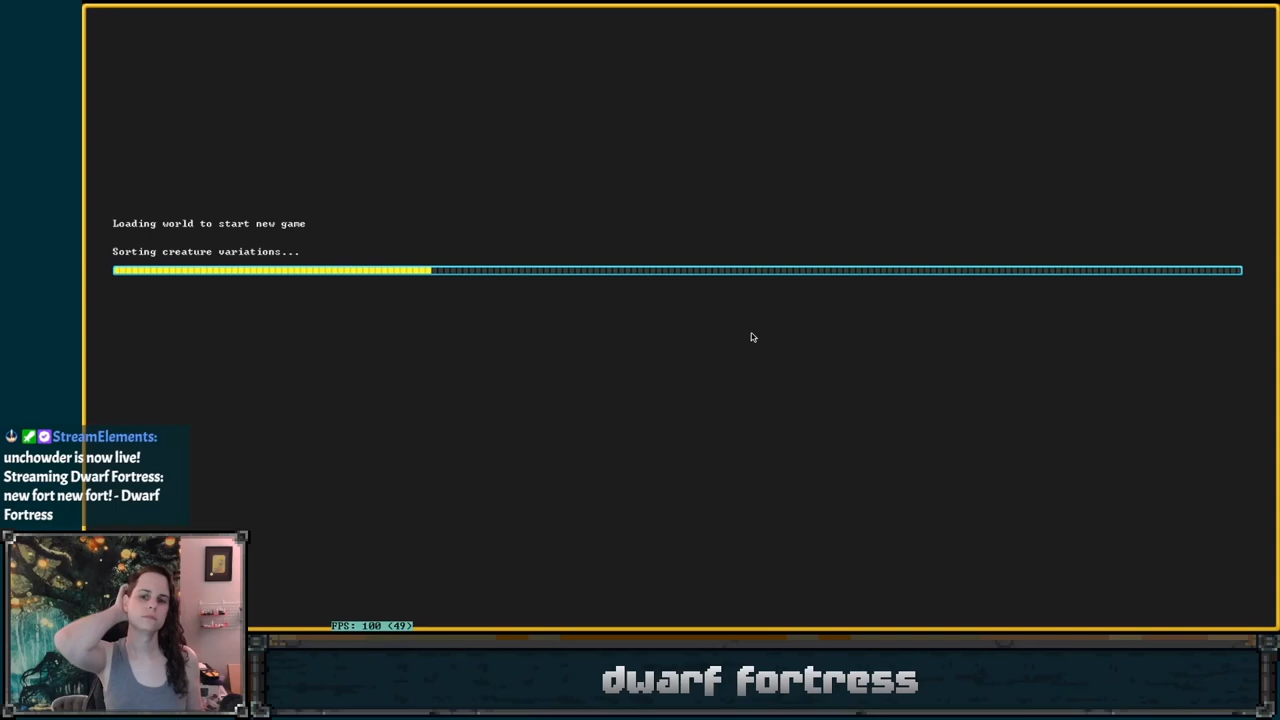 Loading world to start new game
Sorting creature variations...
StreamElements:
unchowder is now live!
Streaming Dwarf Fortress:
new fort new fort! - Dwarf
Fortress
FPS: 100 (49)
dwarf fortress